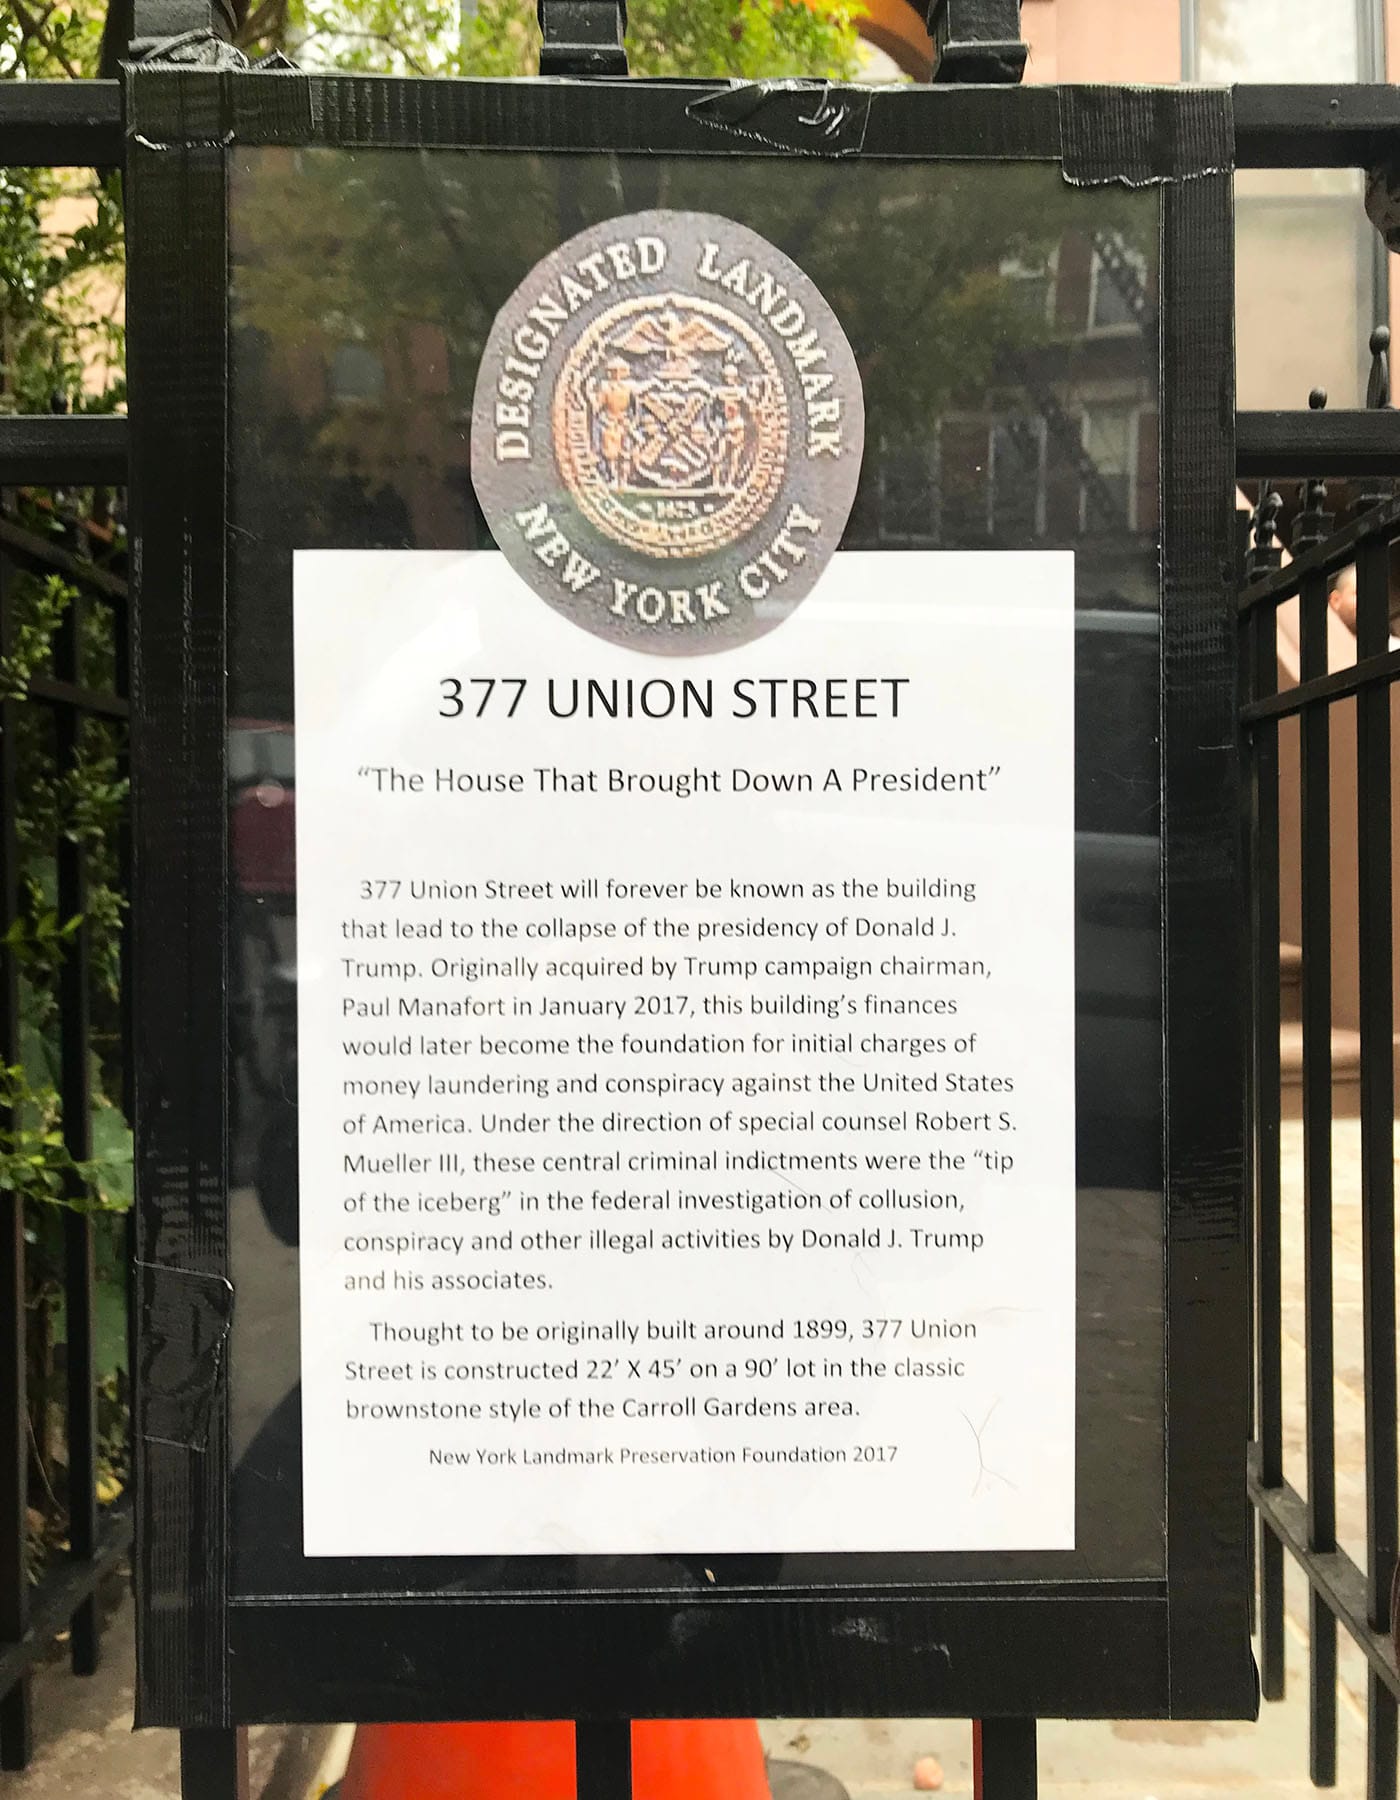 DESIGNATED LANDMARK
NEW YORK CITY
377 UNION STREET
“The House That Brought Down A President”
377 Union Street will forever be known as the building
that lead to the collapse of the presidency of Donald J.
Trump. Originally acquired by Trump campaign chairman,
Paul Manafort in January 2017, this building’s finances
would later become the foundation for initial charges of
money laundering and conspiracy against the United States
of America. Under the direction of special counsel Robert S.
Mueller III, these central criminal indictments were the “tip
of the iceberg” in the federal investigation of collusion,
conspiracy and other illegal activities by Donald J. Trump
and his associates.
Thought to be originally built around 1899, 377 Union
Street is constructed 22’ X 45’ on a 90’ lot in the classic
brownstone style of the Carroll Gardens area.
New York Landmark Preservation Foundation 2017